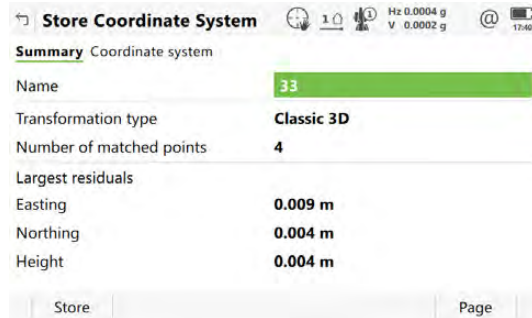 Store Coordinate System
1
1
Hz 0.0004 g
V 0.0002 g
@
17:40
Summary Coordinate system
Name 33
Transformation type Classic 3D
Number of matched points 4
Largest residuals
Easting 0.009 m
Northing 0.004 m
Height 0.004 m
Store Page